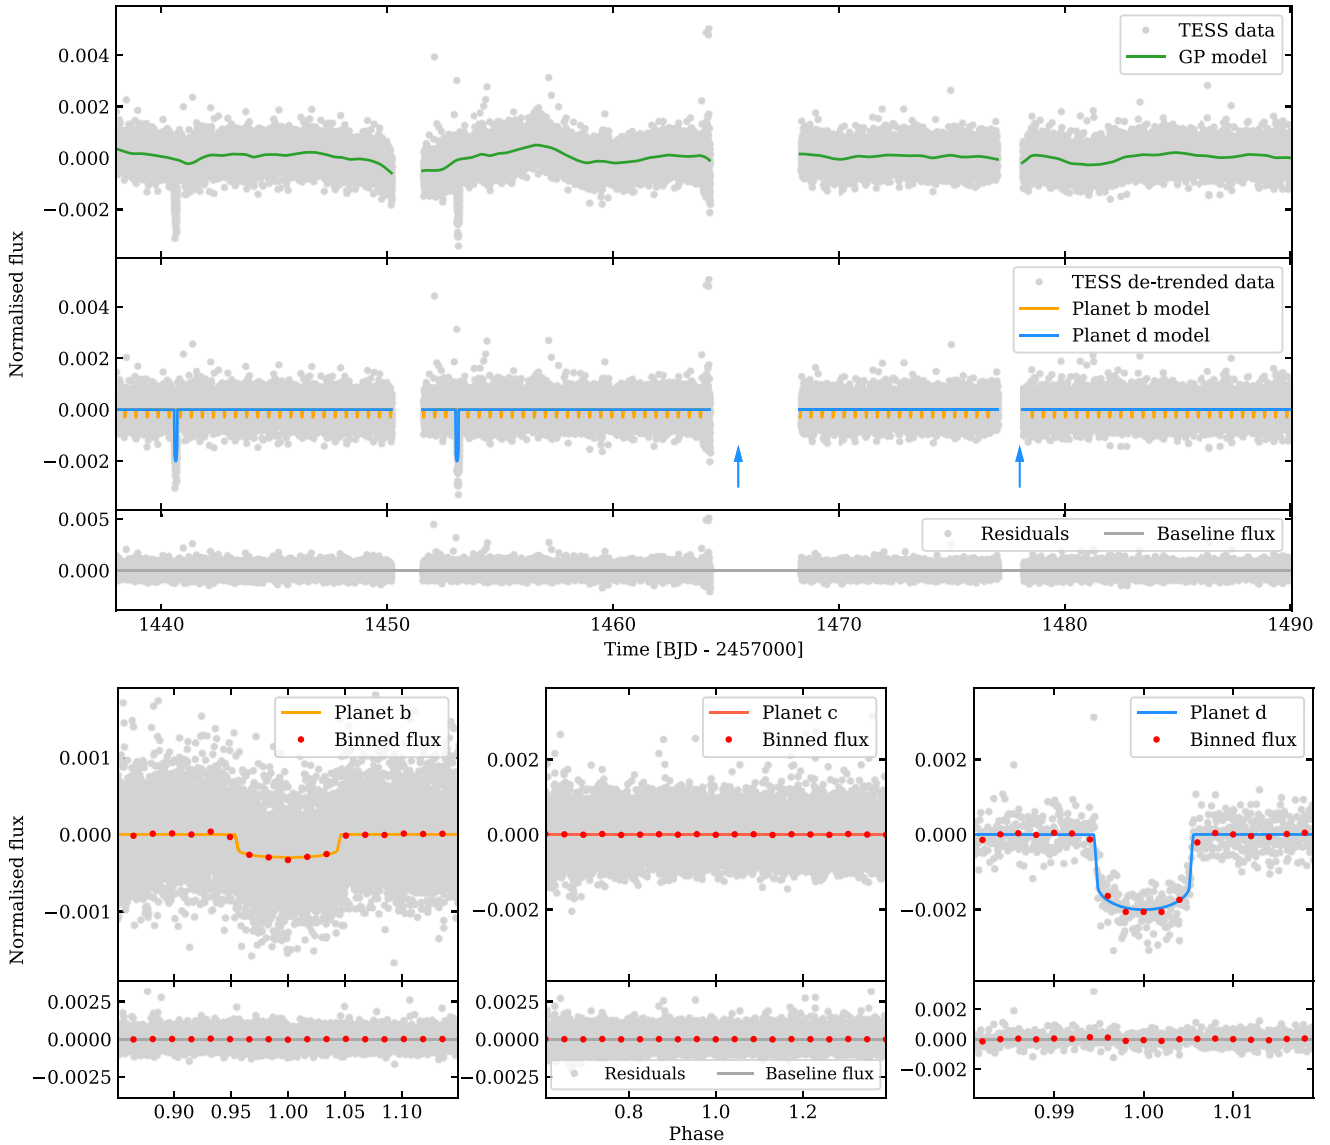 TESS data
GP model
0.004
0.002
0.000
−0.002
Normalised flux
TESS de-trended data
Planet b model
Planet d model
0.004
0.002
0.000
−0.002
Residuals
Baseline flux
0.005
0.000
1440
1450
1460
1470
1480
1490
Time [BJD - 2457000]
Planet b
Binned flux
0.001
0.000
−0.001
Normalised flux
Planet c
Binned flux
0.002
0.000
−0.002
Planet d
Binned flux
0.002
0.000
−0.002
0.0025
0.0000
−0.0025
0.90
0.95
1.00
1.05
1.10
0.0025
0.0000
−0.0025
Residuals
Baseline flux
0.8
1.0
1.2
Phase
0.002
0.000
−0.002
0.99
1.00
1.01